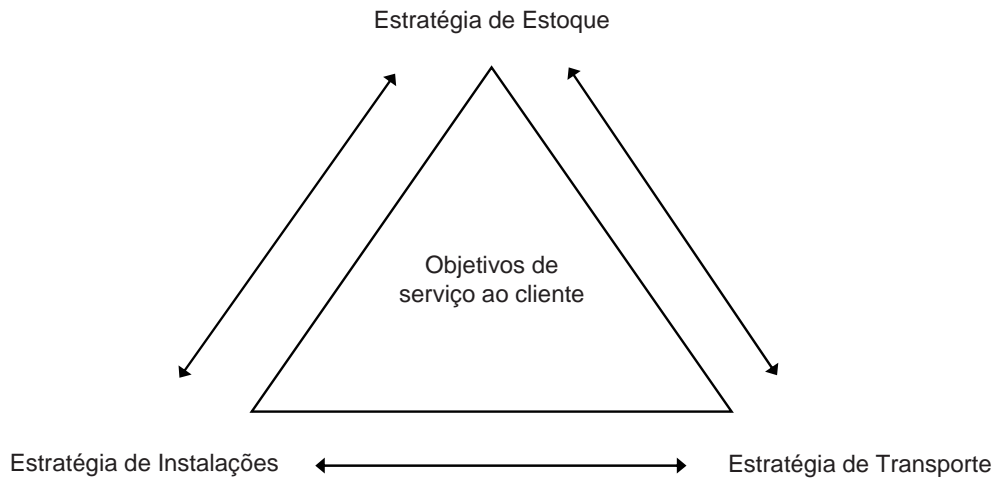 Estratégia de Estoque
Objetivos de
serviço ao cliente
Estratégia de Instalações
Estratégia de Transporte